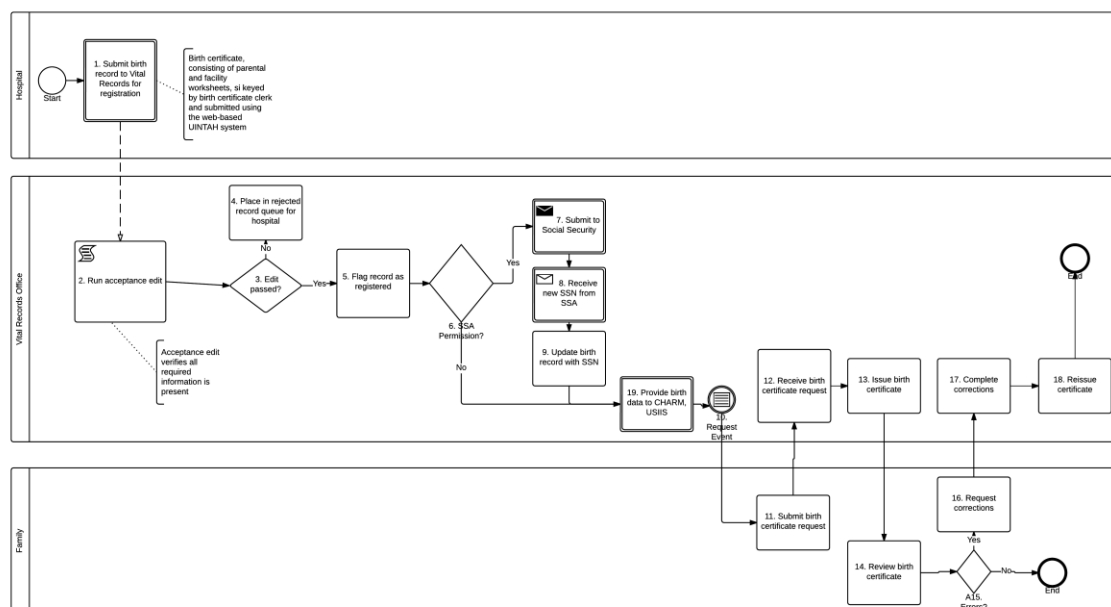 Hospital
Start
1. Submit birth
record to Vital
Records for
registration
Birth certificate,
consisting of parental
and facility
worksheets, si keyed
by birth certificate clerk
and submitted using
the web-based
UINTAH system
Vital Records Office
2. Run acceptance edit
Acceptance edit
verifies all
required
information is
present
3. Edit
passed?
No
4. Place in rejected
record queue for
hospital
Yes
5. Flag record as
registered
6. SSA
Permission?
Yes
7. Submit to
Social Security
8. Receive
new SSN from
SSA
9. Update birth
record with SSN
No
19. Provide birth
data to CHARM,
USIIS
10.
Request
Event
12. Receive birth
certificate request
13. Issue birth
certificate
17. Complete
corrections
18. Reissue
certificate
End
Family
11. Submit birth
certificate request
14. Review birth
certificate
A15.
Errors?
Yes
16. Request
corrections
No
End